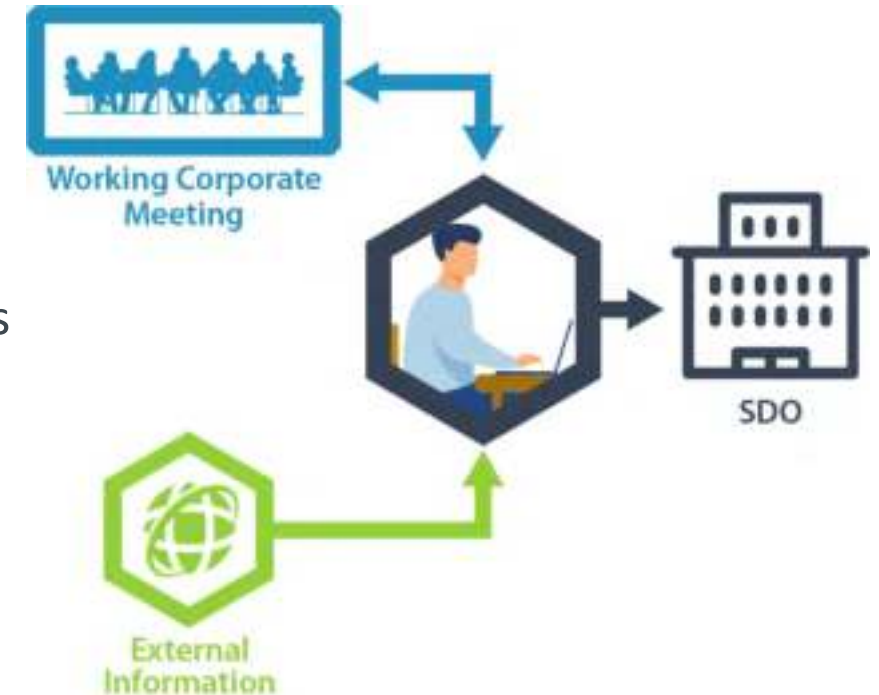 Working Corporate
Meeting
s
SDO
External
Information